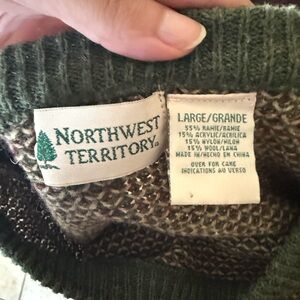 NORTHWEST
TERRITORY®
LARGE/GRANDE
55% RAMIE/RAMIE
15% ACRYLIC/ACRILICA
15% NYLON/NILON
15% WOOL/LANA
MADE IN/HECHO EN CHINA
OVER FOR CARE
INDICATIONS AU VERSO